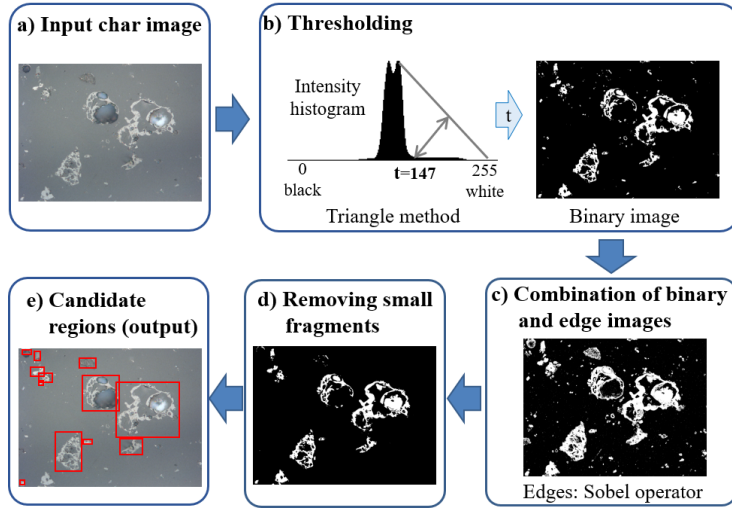 a) Input char image
b) Thresholding
Intensity
histogram
t
0
t=147
255
black
white
Triangle method
Binary image
c) Combination of binary
and edge images
Edges: Sobel operator
d) Removing small
fragments
e) Candidate
regions (output)